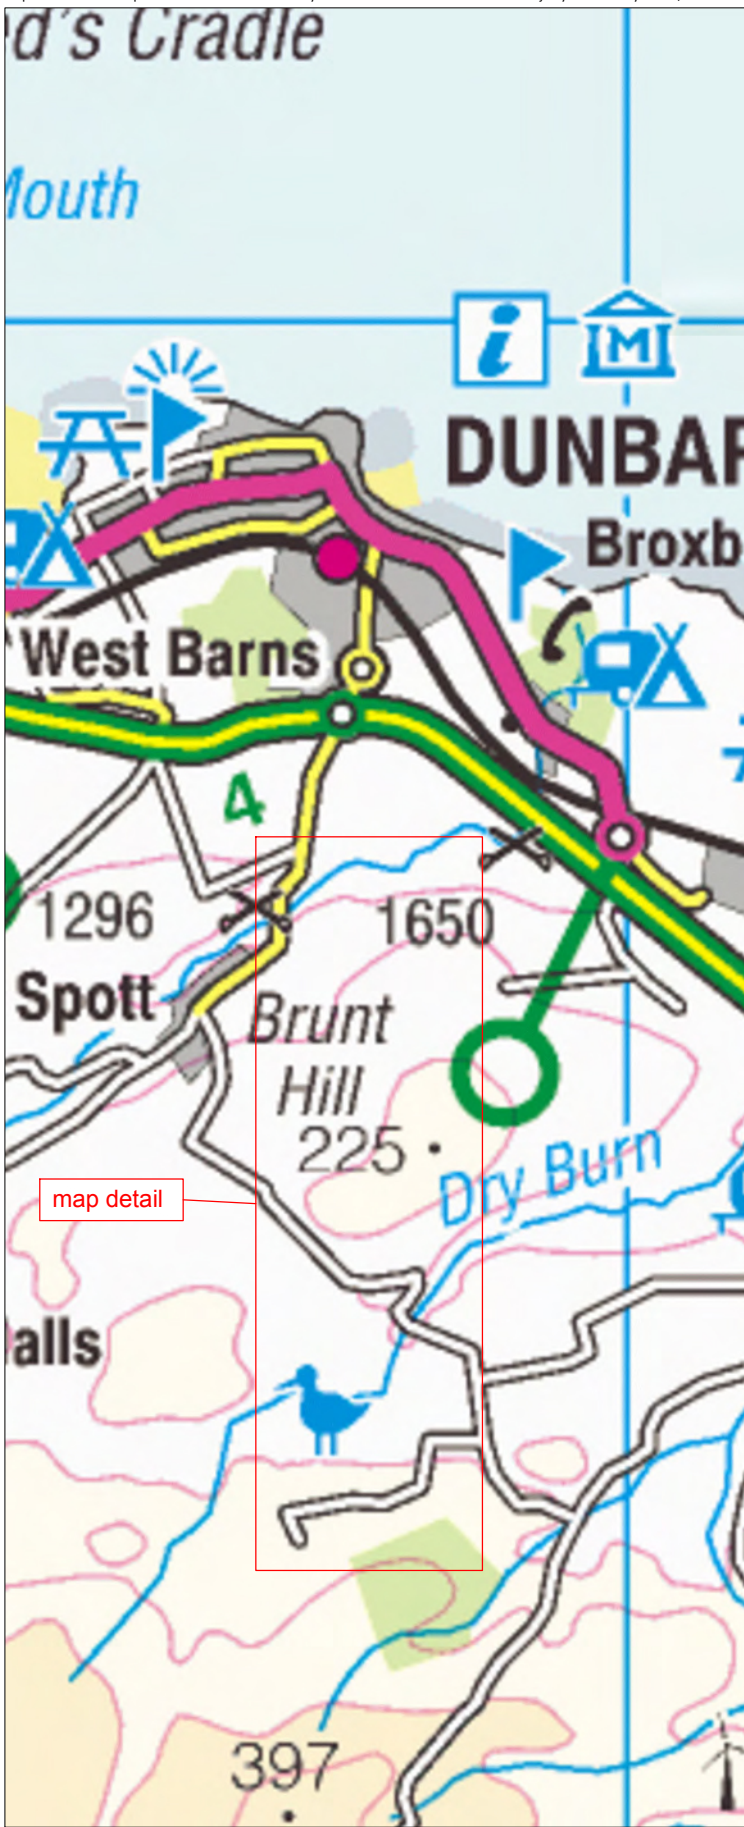 d's Cradle
Mouth
i
M
DUNBAR
Broxb
West Barns
4
1296
1650
Spott
Brunt
Hill
225
Dry Burn
map detail
alls
397